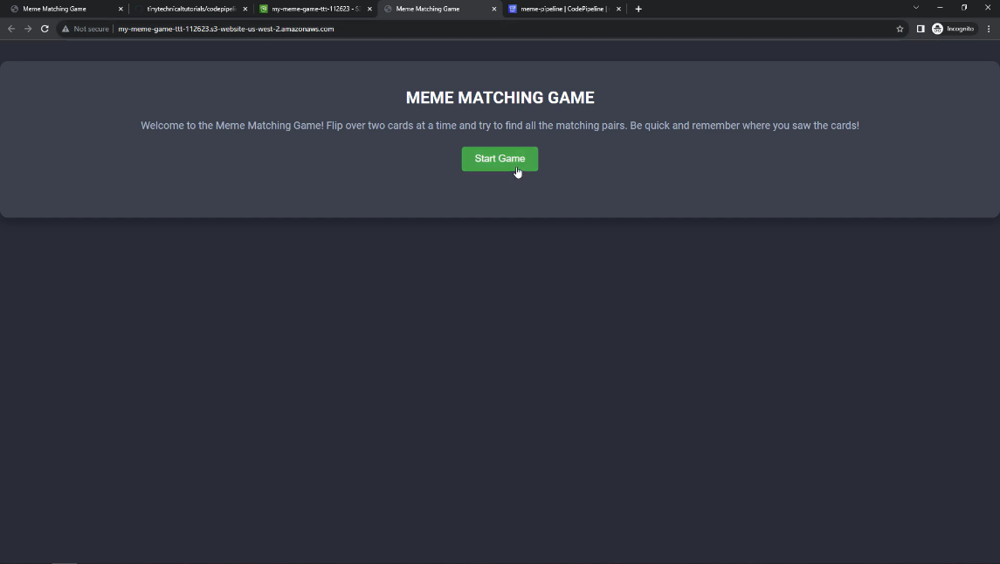 Meme Matching Game
tinytechnicaltutorials/codepipeli
my-meme-game-ttt-112623 - S
Meme Matching Game
meme-pipeline | CodePipeline |
Not secure
my-meme-game-ttt-112623.s3-website-us-west-2.amazonaws.com
Incognito
MEME MATCHING GAME
Welcome to the Meme Matching Game! Flip over two cards at a time and try to find all the matching pairs. Be quick and remember where you saw the cards!
Start Game